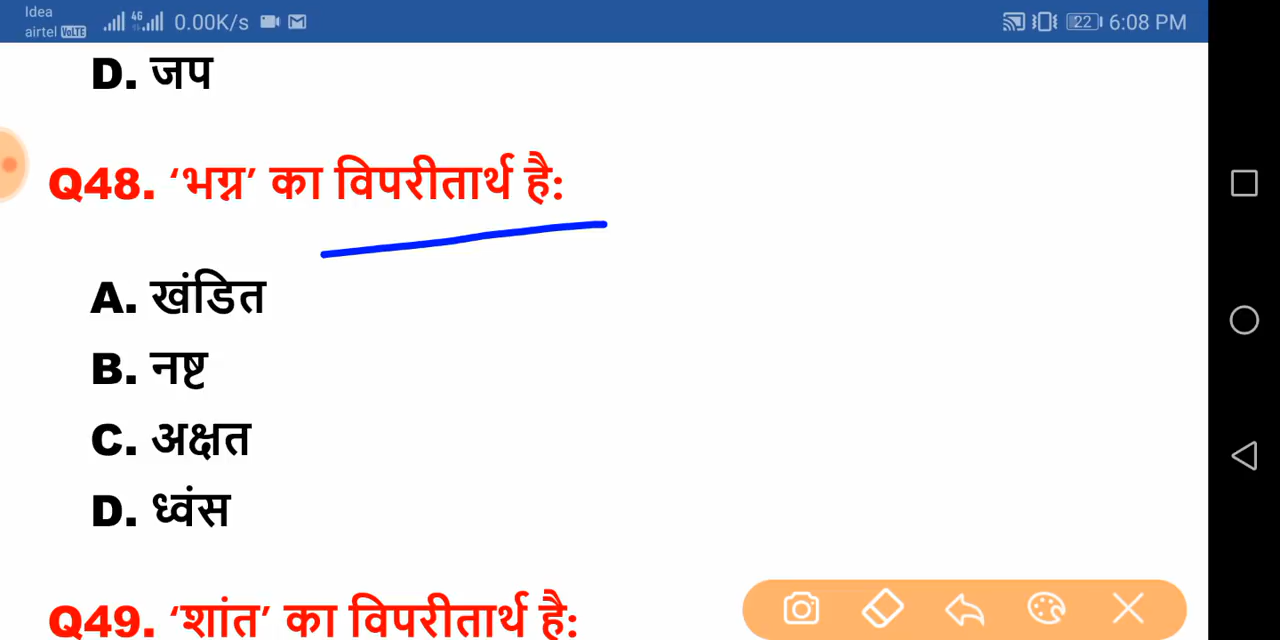 Idea
airtel VoLTE 4G 0.00K/s 22 6:08 PM
D. जप
Q48. ‘भग्न’ का विपरीतार्थ है:
A. खंडित
B. नष्ट
C. अक्षत
D. ध्वंस
Q49. ‘शांत’ का विपरीतार्थ है: